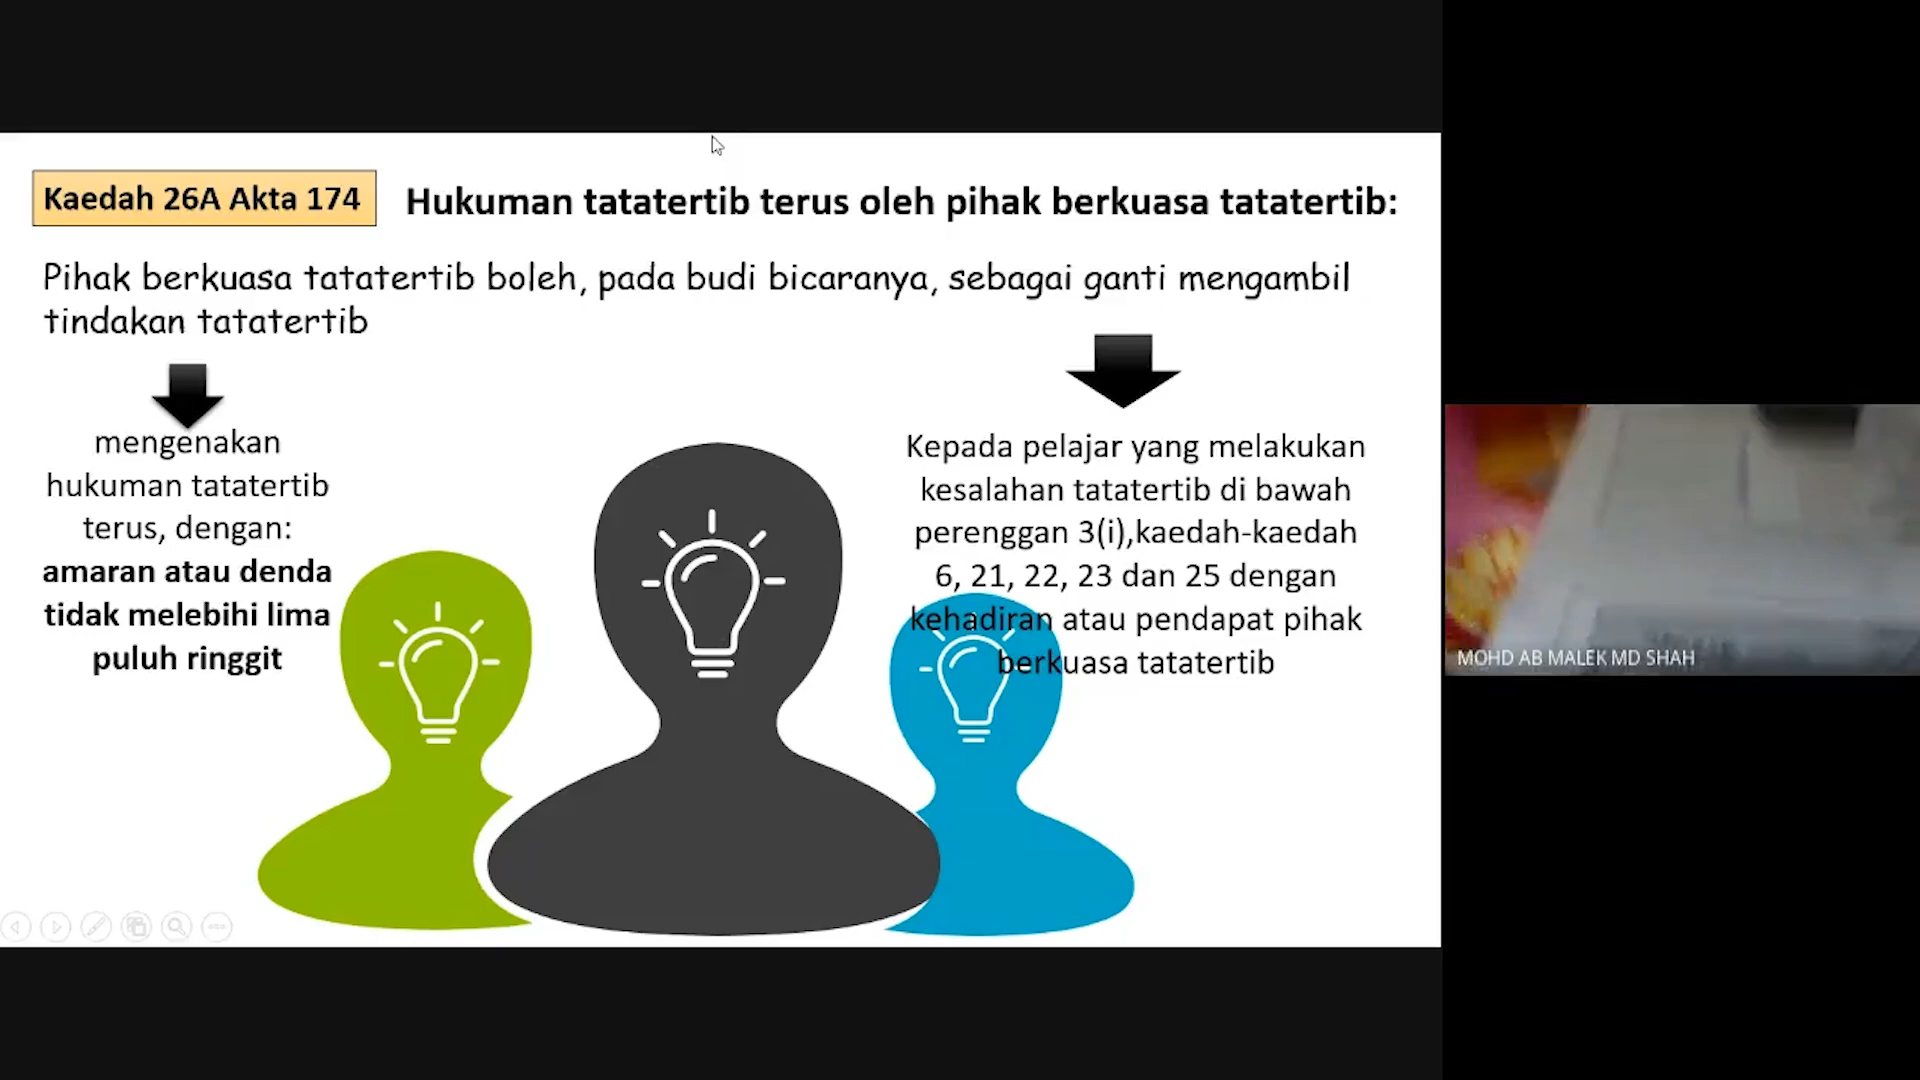 Kaedah 26A Akta 174
Hukuman tatatertib terus oleh pihak berkuasa tatatertib:
Pihak berkuasa tatatertib boleh, pada budi bicaranya, sebagai ganti mengambil
tindakan tatatertib
mengenakan
hukuman tatatertib
terus, dengan:
amaran atau denda
tidak melebihi lima
puluh ringgit
Kepada pelajar yang melakukan
kesalahan tatatertib di bawah
perenggan 3(i),kaedah-kaedah
6, 21, 22, 23 dan 25 dengan
kehadiran atau pendapat pihak
berkuasa tatatertib
MOHD AB MALEK MD SHAH